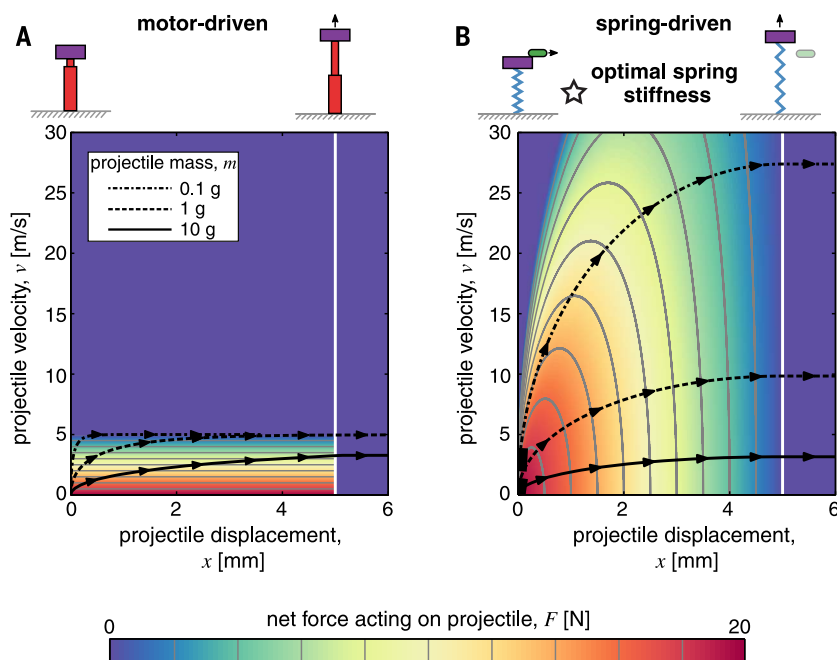 A
motor-driven
30
25
20
15
10
5
0
projectile velocity, v [m/s]
projectile mass, m
0.1 g
1 g
10 g
0
2
4
6
projectile displacement,
x [mm]
B
spring-driven
optimal spring
stiffness
30
25
20
15
10
5
0
projectile velocity, v [m/s]
0
2
4
6
projectile displacement,
x [mm]
0
net force acting on projectile, F [N]
20